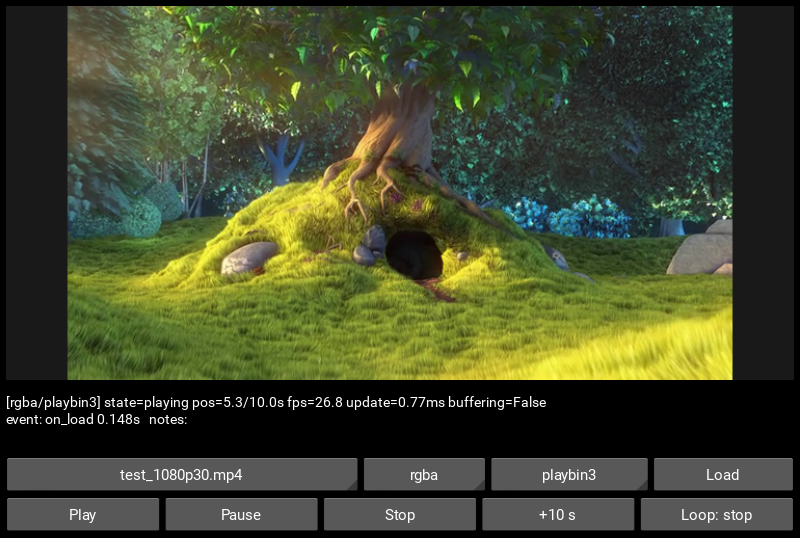 [rgba/playbin3] state=playing pos=5.3/10.0s fps=26.8 update=0.77ms buffering=False
event: on_load 0.148s   notes:
test_1080p30.mp4
rgba
playbin3
Load
Play
Pause
Stop
+10 s
Loop: stop